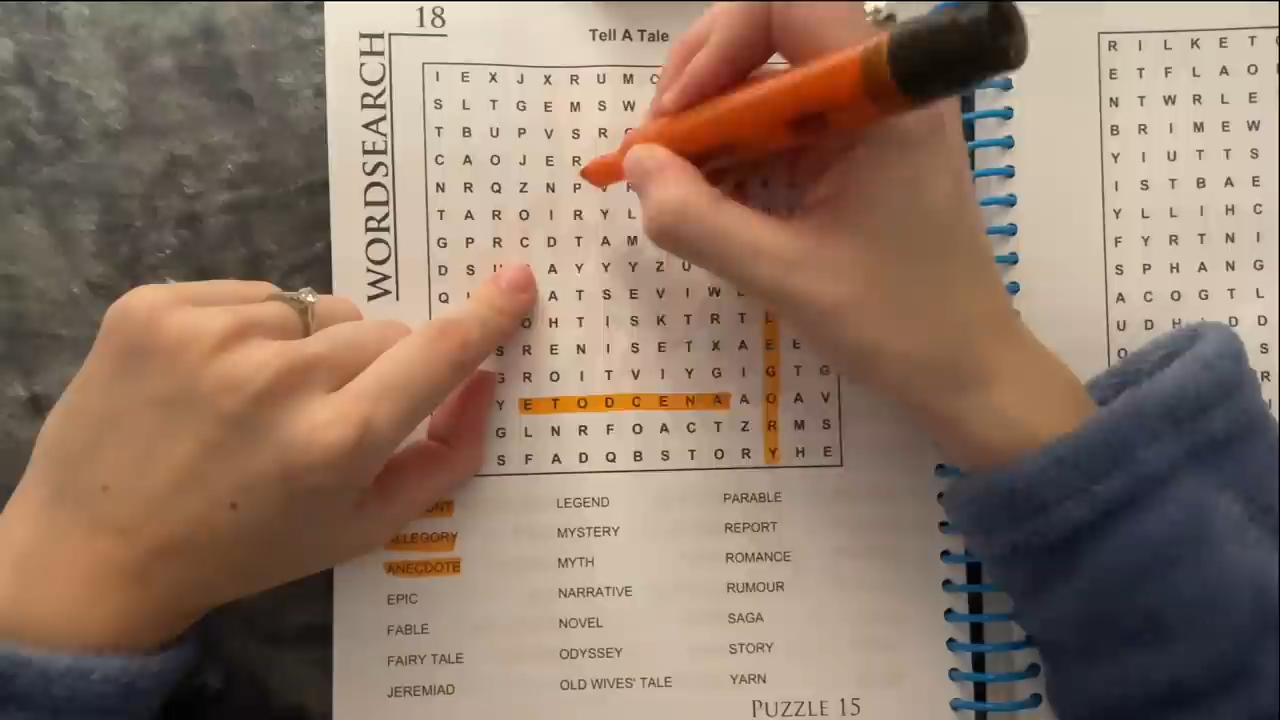 18
WORDSEARCH
Tell A Tale
I E X J X R U M
S L T G E M S W
T B U P V S R
C A O J E R
N R Q Z N P
T A R O I R Y L
G P R C D T A M
D S A Y Y Y Z U
Q A T S E V I W
O H T I S K T R T L
S R E N I S E T X A E E
G R O I T V I Y G I G T G
Y E T O D C E N A A O A V
G L N R F O A C T Z R M S
S F A D Q B S T O R Y H E
ALLEGORY
ANECDOTE
EPIC
FABLE
FAIRY TALE
JEREMIAD
LEGEND
MYSTERY
MYTH
NARRATIVE
NOVEL
ODYSSEY
OLD WIVES' TALE
PARABLE
REPORT
ROMANCE
RUMOUR
SAGA
STORY
YARN
PUZZLE 15
R I L K E T
E T F L A O
N T W R L E
B R I M E W
Y I U T T S
I S T B A E
Y L L I H C
F Y R T N I
S P H A N G
A C O G T L
U D H D D
O S
R